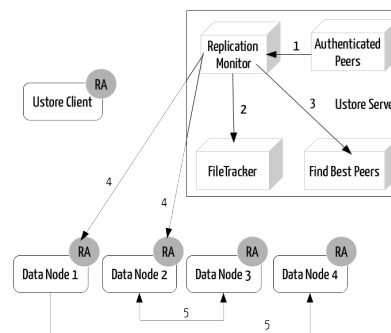 Replication
Monitor
1
Authenticated
Peers
RA
Ustore Client
2
3
Ustore Serve
FileTracker
Find Best Peers
4
4
RA
RA
RA
RA
Data Node 1
Data Node 2
Data Node 3
Data Node 4
5
5